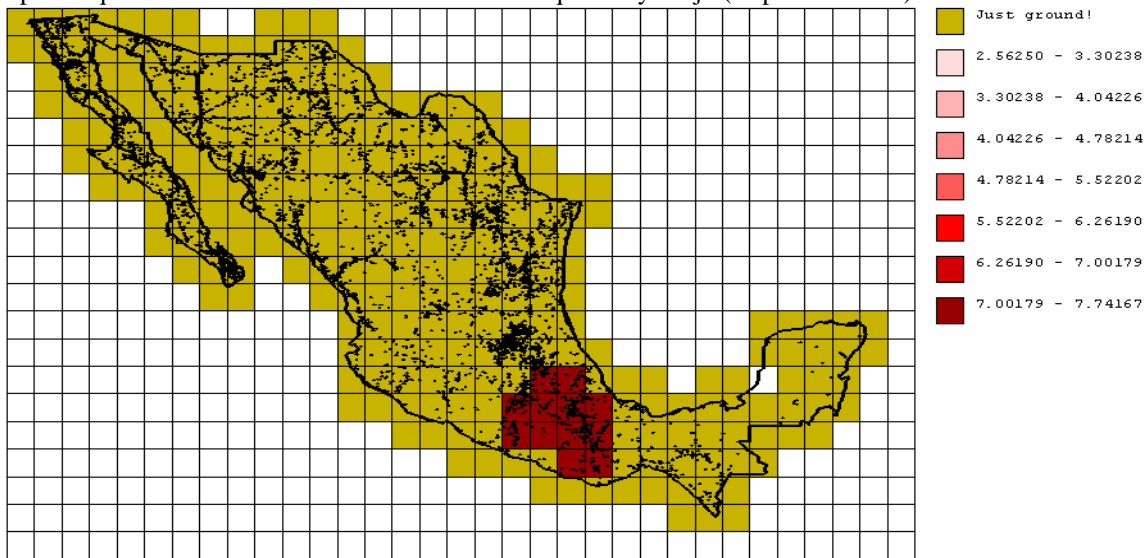 Just ground!
2.56250 - 3.30238
3.30238 - 4.04226
4.04226 - 4.78214
4.78214 - 5.52202
5.52202 - 6.26190
6.26190 - 7.00179
7.00179 - 7.74167